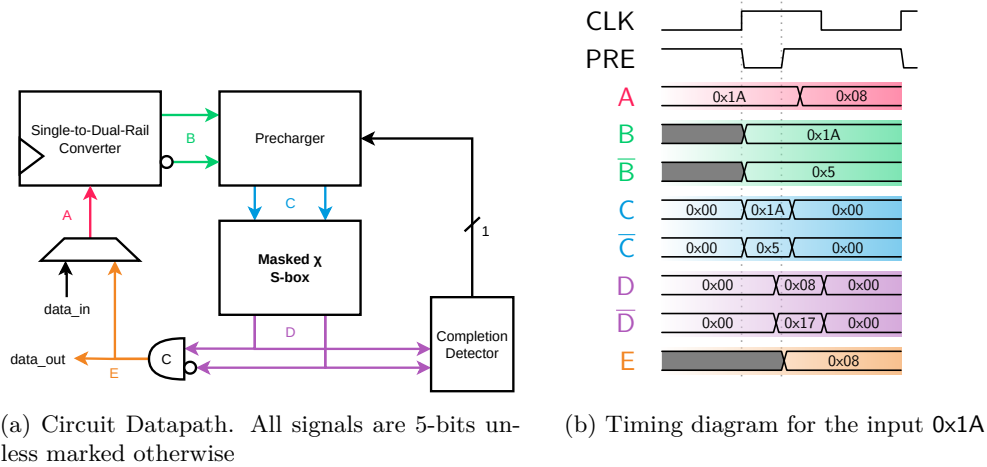 Single-to-Dual-Rail
Converter
B
Precharger
A
C
1
Masked χ
S-box
data_in
D
Completion
Detector
data_out
C
E
(a) Circuit Datapath. All signals are 5-bits un-
less marked otherwise
CLK
PRE
A 0x1A 0x08
B 0x1A
B̅ 0x5
C 0x00 0x1A 0x00
C̅ 0x00 0x5 0x00
D 0x00 0x08 0x00
D̅ 0x00 0x17 0x00
E 0x08
(b) Timing diagram for the input 0x1A